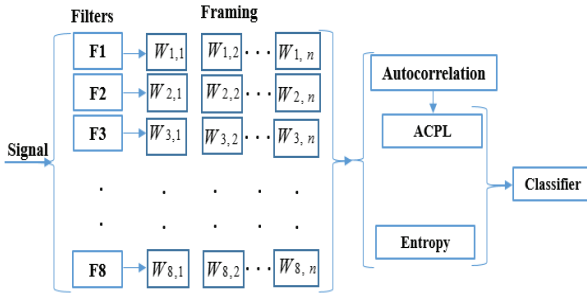 Filters Framing
F1 W1,1 W1,2 · · · W1, n
F2 W2,1 W2,2 · · · W2, n
F3 W3,1 W3,2 · · · W3, n
Signal
. . . . .
. . . . .
F8 W8,1 W8,2 · · · W8, n
Autocorrelation
ACPL
Entropy
Classifier